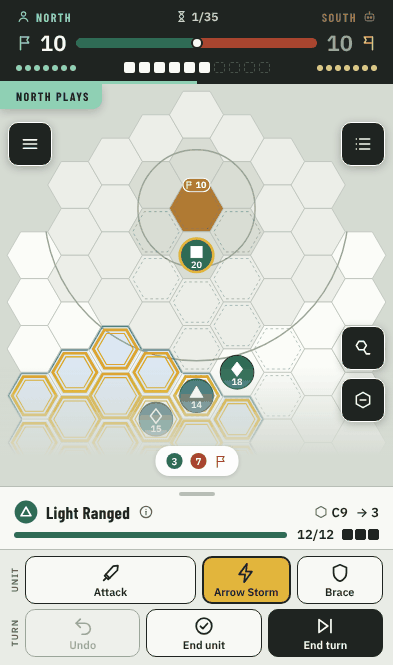 NORTH
1/35
SOUTH
10
10
NORTH PLAYS
10
20
18
14
15
3 7
Light Ranged
C9 → 3
12/12
UNIT
Attack
Arrow Storm
Brace
TURN
Undo
End unit
End turn